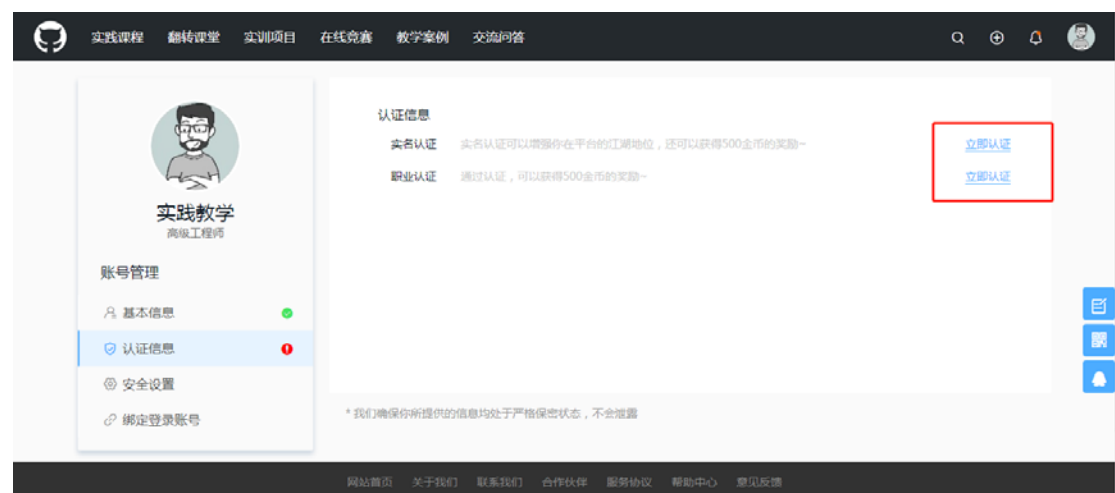 实践课程 翻转课堂 实训项目 在线竞赛 教学案例 交流问答
实践教学
高级工程师
账号管理
基本信息
认证信息
安全设置
绑定登录账号
认证信息
实名认证 实名认证可以增强你在平台的江湖地位，还可以获得500金币的奖励~ 立即认证
职业认证 通过认证，可以获得500金币的奖励~ 立即认证
* 我们确保你所提供的信息均处于严格保密状态，不会泄露
网站首页 关于我们 联系我们 合作伙伴 服务协议 帮助中心 意见反馈